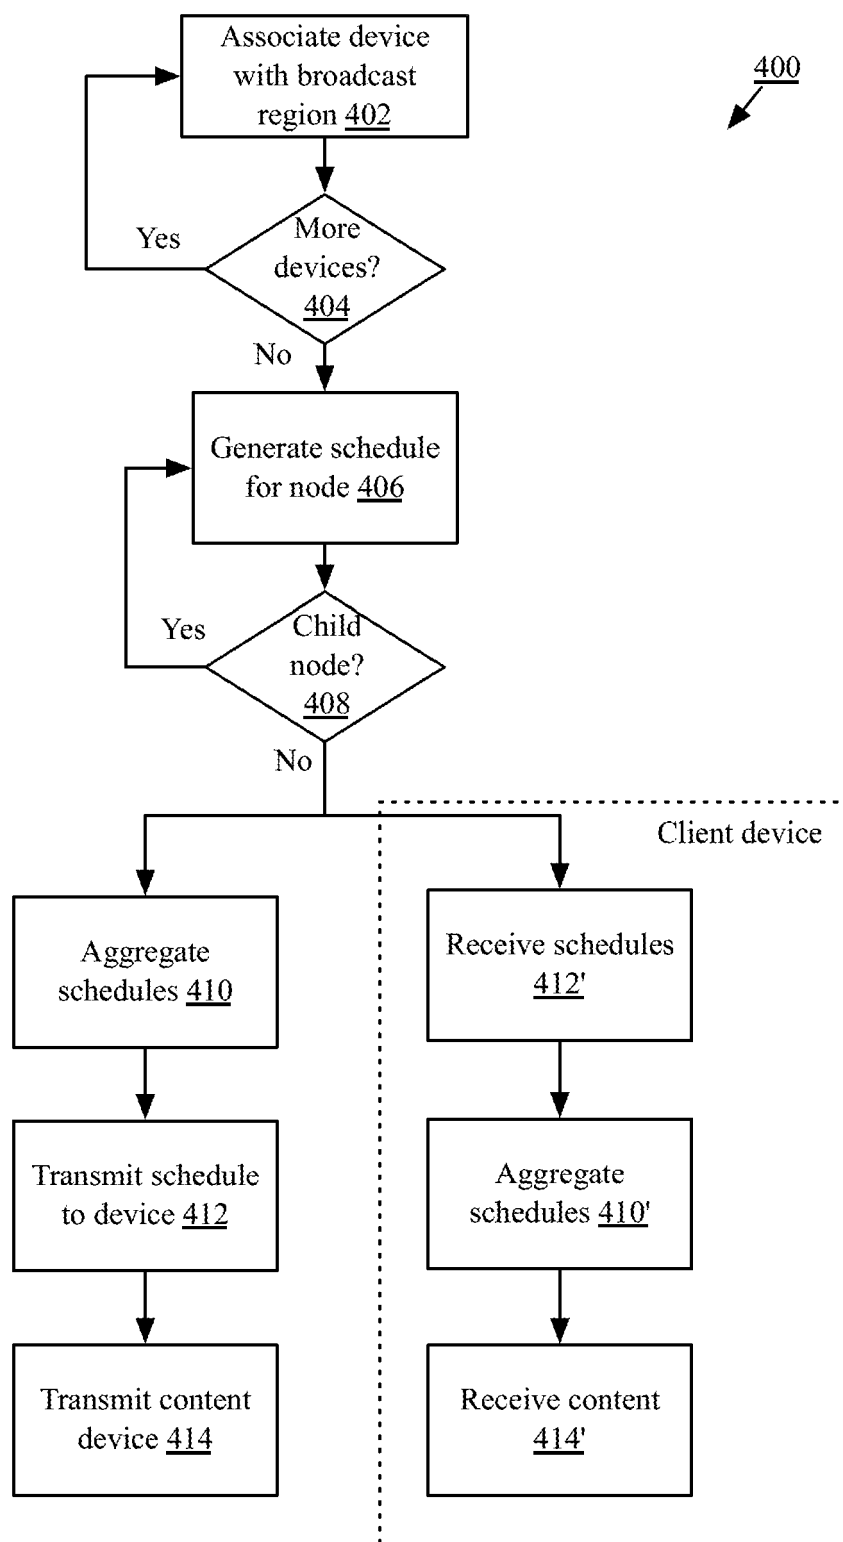 Associate device
with broadcast
region 402
400
Yes
More
devices?
404
No
Generate schedule
for node 406
Yes
Child
node?
408
No
Client device
Aggregate
schedules 410
Receive schedules
412'
Transmit schedule
to device 412
Aggregate
schedules 410'
Transmit content
device 414
Receive content
414'